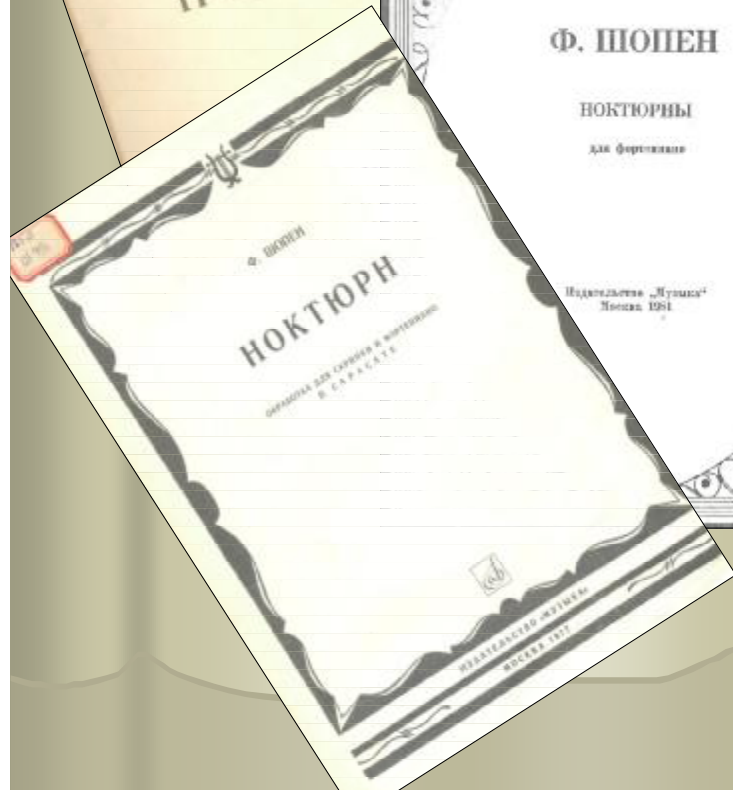 Ф. ШОПЕН
НОКТЮРНЫ
для фортепиано
Издательство „Музыка“
Москва 1981
Ф. ШОПЕН
НОКТЮРН
ОБРАБОТКА ДЛЯ СКРИПКИ И ФОРТЕПИАНО
П. САРАСАТЕ
ИЗДАТЕЛЬСТВО «МУЗЫКА»
МОСКВА 1977